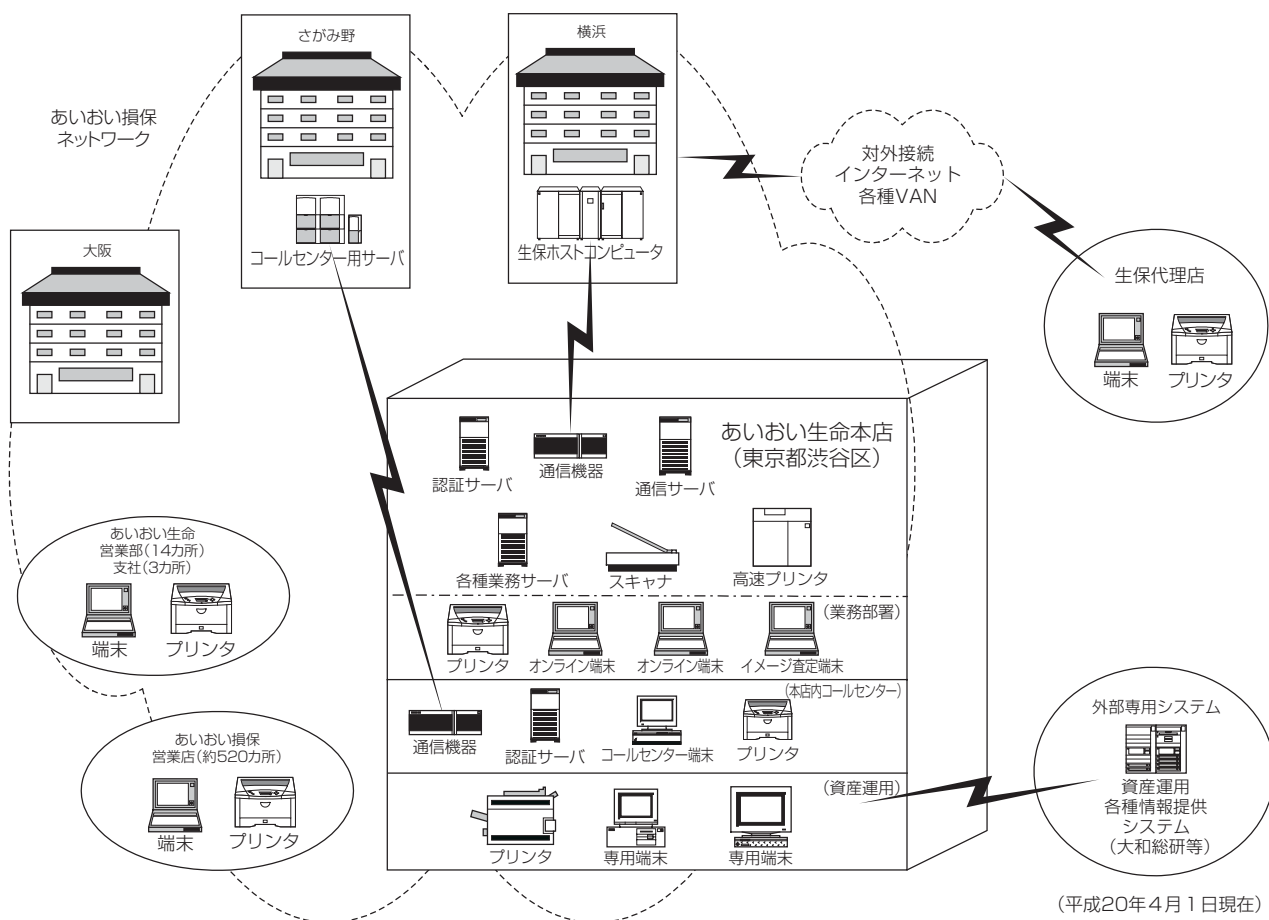 さがみ野
横浜
あいおい損保
ネットワーク
対外接続
インターネット
各種VAN
コールセンター用サーバ
生保ホストコンピュータ
大阪
生保代理店
端末
プリンタ
あいおい生命本店
（東京都渋谷区）
認証サーバ
通信機器
通信サーバ
あいおい生命
営業部（14カ所）
支社（3カ所）
端末
プリンタ
各種業務サーバ
スキャナ
高速プリンタ
（業務部署）
プリンタ
オンライン端末
オンライン端末
イメージ査定端末
（本店内コールセンター）
通信機器
認証サーバ
コールセンター端末
プリンタ
あいおい損保
営業店（約520カ所）
端末
プリンタ
（資産運用）
プリンタ
専用端末
専用端末
外部専用システム
資産運用
各種情報提供
システム
（大和総研等）
（平成20年４月１日現在）